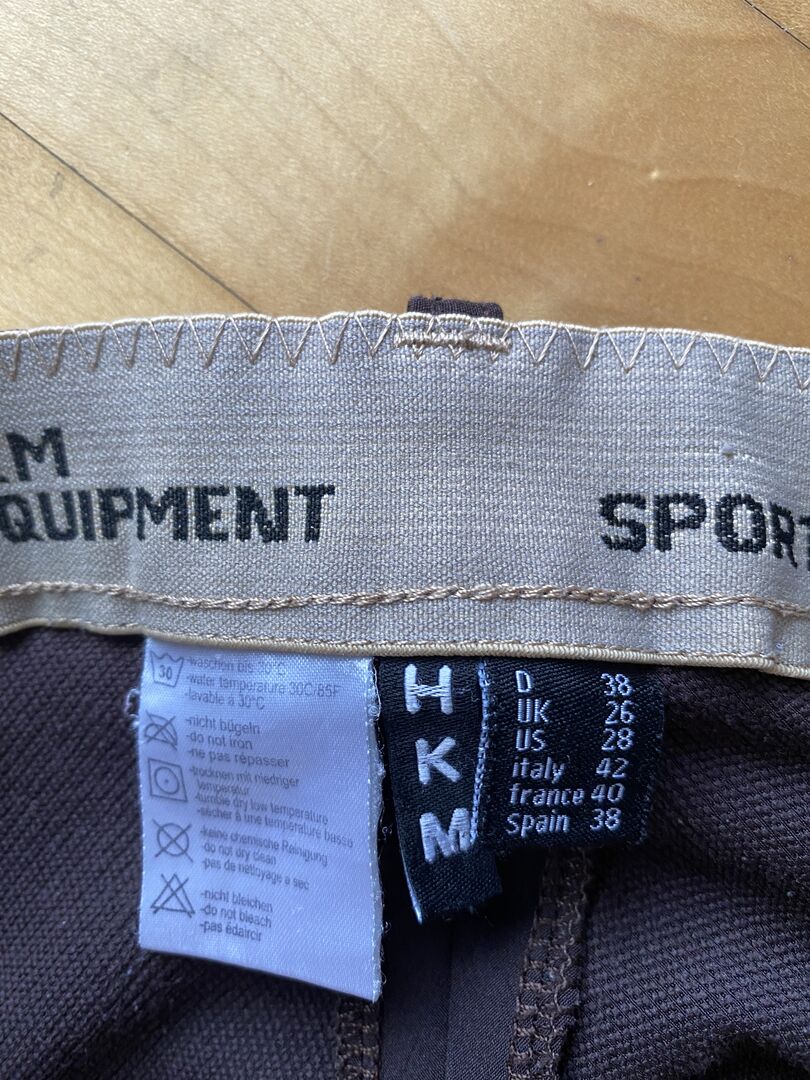 M
QUIPMENT
SPORT
30
waschen bis 30°C
-water temperature 30C/85F
-lavable à 30°C
-nicht bügeln
-do not iron
-ne pas répasser
-trocknen mit niedriger
temperatur
-tumble dry low temperature
-sécher à une température basse
-keine chemische Reinigung
-do not dry clean
-pas de nettoyage a sec
-nicht bleichen
-do not bleach
-pas édaircir
H
K
M
D 38
UK 26
US 28
italy 42
france 40
Spain 38